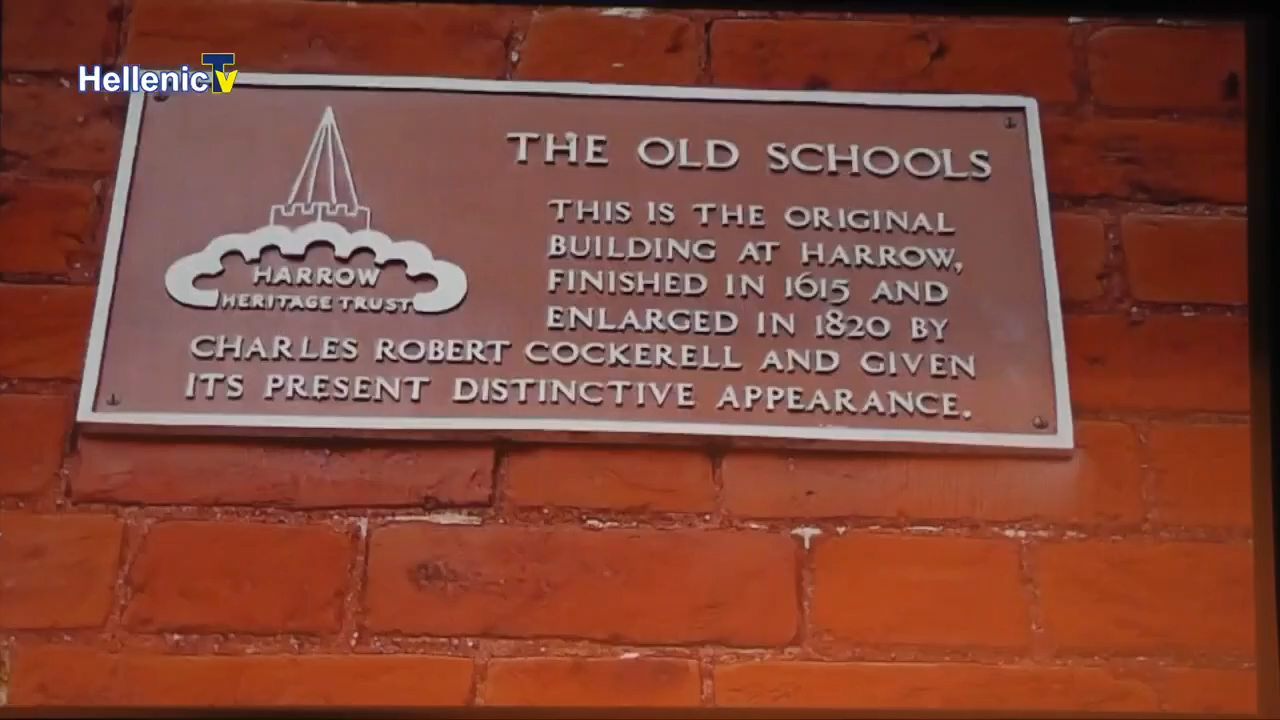 HellenicTV
THE OLD SCHOOLS
THIS IS THE ORIGINAL
BUILDING AT HARROW,
FINISHED IN 1615 AND
ENLARGED IN 1820 BY
CHARLES ROBERT COCKERELL AND GIVEN
ITS PRESENT DISTINCTIVE APPEARANCE.
HARROW
HERITAGE TRUST